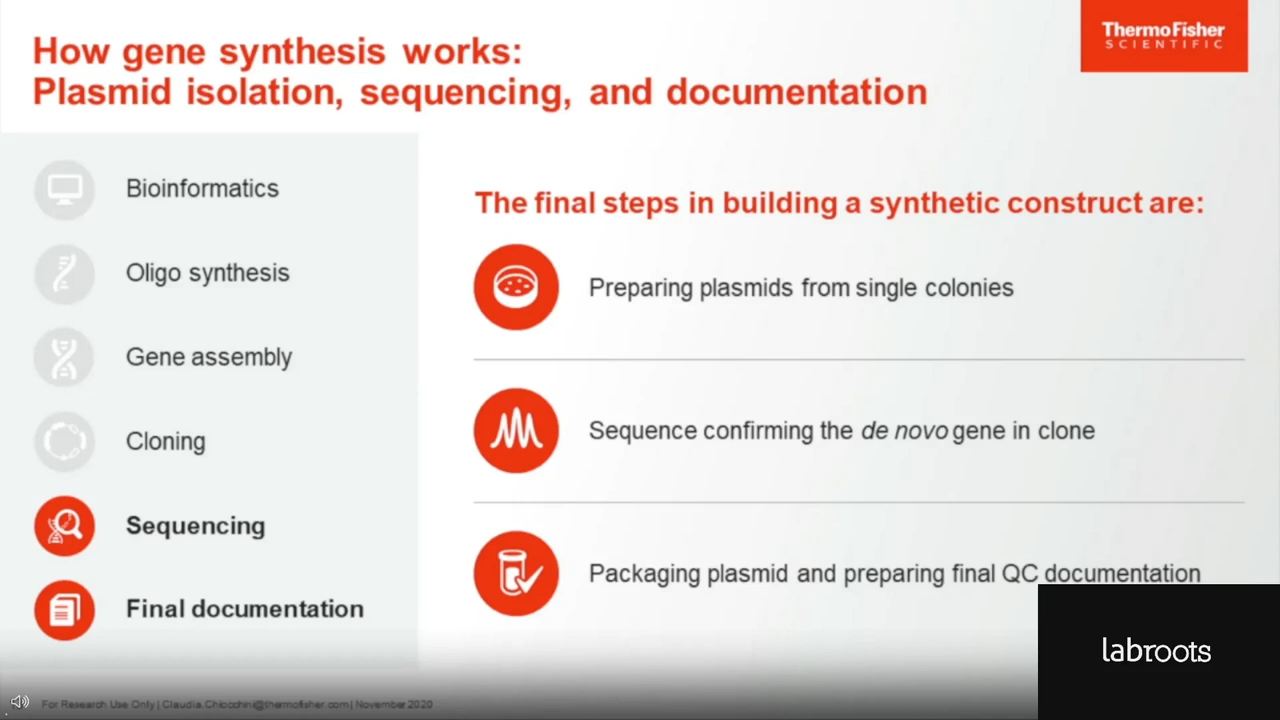 How gene synthesis works:
Plasmid isolation, sequencing, and documentation
ThermoFisher
SCIENTIFIC
Bioinformatics
Oligo synthesis
Gene assembly
Cloning
Sequencing
Final documentation
The final steps in building a synthetic construct are:
Preparing plasmids from single colonies
Sequence confirming the de novo gene in clone
Packaging plasmid and preparing final QC documentation
labroots
For Research Use Only | Claudia.Chiocchini@thermofisher.com | November 2020